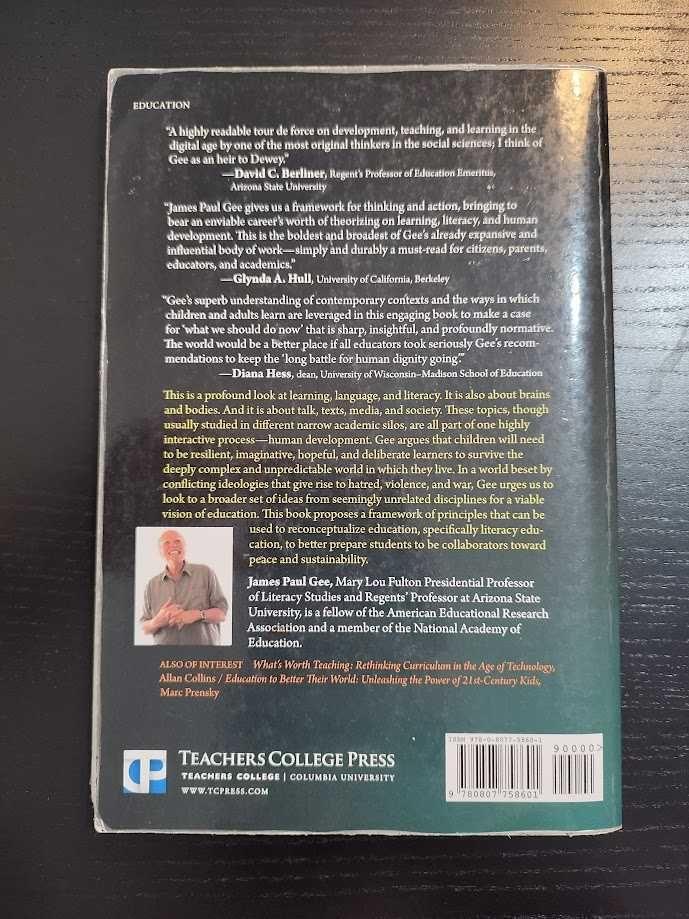 EDUCATION
"A highly readable tour de force on development, teaching, and learning in the
digital age by one of the most original thinkers in the social sciences; I think of
Gee as an heir to Dewey."
—David C. Berliner, Regent's Professor of Education Emeritus,
Arizona State University
"James Paul Gee gives us a framework for thinking and action, bringing to
bear an enviable career's worth of theorizing on learning, literacy, and human
development. This is the boldest and broadest of Gee's already expansive and
influential body of work—simply and durably a must-read for citizens, parents,
educators, and academics."
—Glynda A. Hull, University of California, Berkeley
"Gee's superb understanding of contemporary contexts and the ways in which
children and adults learn are leveraged in this engaging book to make a case
for 'what we should do now' that is sharp, insightful, and profoundly normative.
The world would be a better place if all educators took seriously Gee's recom-
mendations to keep the 'long battle for human dignity going.'"
—Diana Hess, dean, University of Wisconsin–Madison School of Education
This is a profound look at learning, language, and literacy. It is also about brains
and bodies. And it is about talk, texts, media, and society. These topics, though
usually studied in different narrow academic silos, are all part of one highly
interactive process—human development. Gee argues that children will need
to be resilient, imaginative, hopeful, and deliberate learners to survive the
deeply complex and unpredictable world in which they live. In a world beset by
conflicting ideologies that give rise to hatred, violence, and war, Gee urges us to
look to a broader set of ideas from seemingly unrelated disciplines for a viable
vision of education. This book proposes a framework of principles that can be
used to reconceptualize education, specifically literacy edu-
cation, to better prepare students to be collaborators toward
peace and sustainability.
James Paul Gee, Mary Lou Fulton Presidential Professor
of Literacy Studies and Regents' Professor at Arizona State
University, is a fellow of the American Educational Research
Association and a member of the National Academy of
Education.
ALSO OF INTEREST What's Worth Teaching: Rethinking Curriculum in the Age of Technology,
Allan Collins / Education to Better Their World: Unleashing the Power of 21st-Century Kids,
Marc Prensky
TEACHERS COLLEGE PRESS
TEACHERS COLLEGE | COLUMBIA UNIVERSITY
WWW.TCPRESS.COM
ISBN 978-0-8077-5860-1
90000>
9 780807 758601